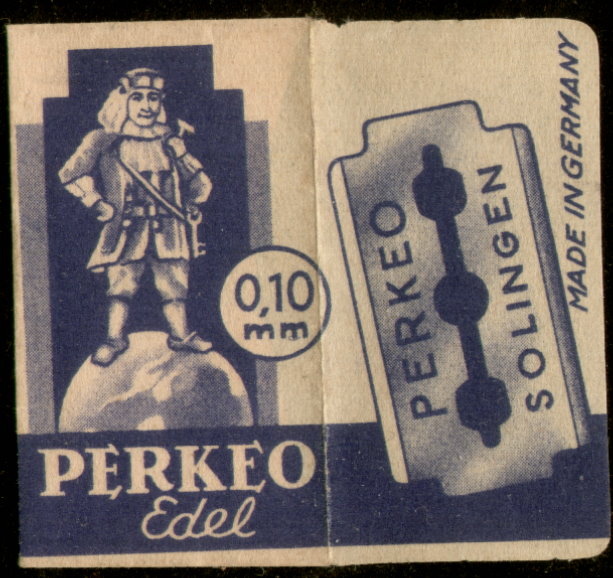 0,10
mm
PERKEO
Edel
PERKEO
SOLINGEN
MADE IN GERMANY